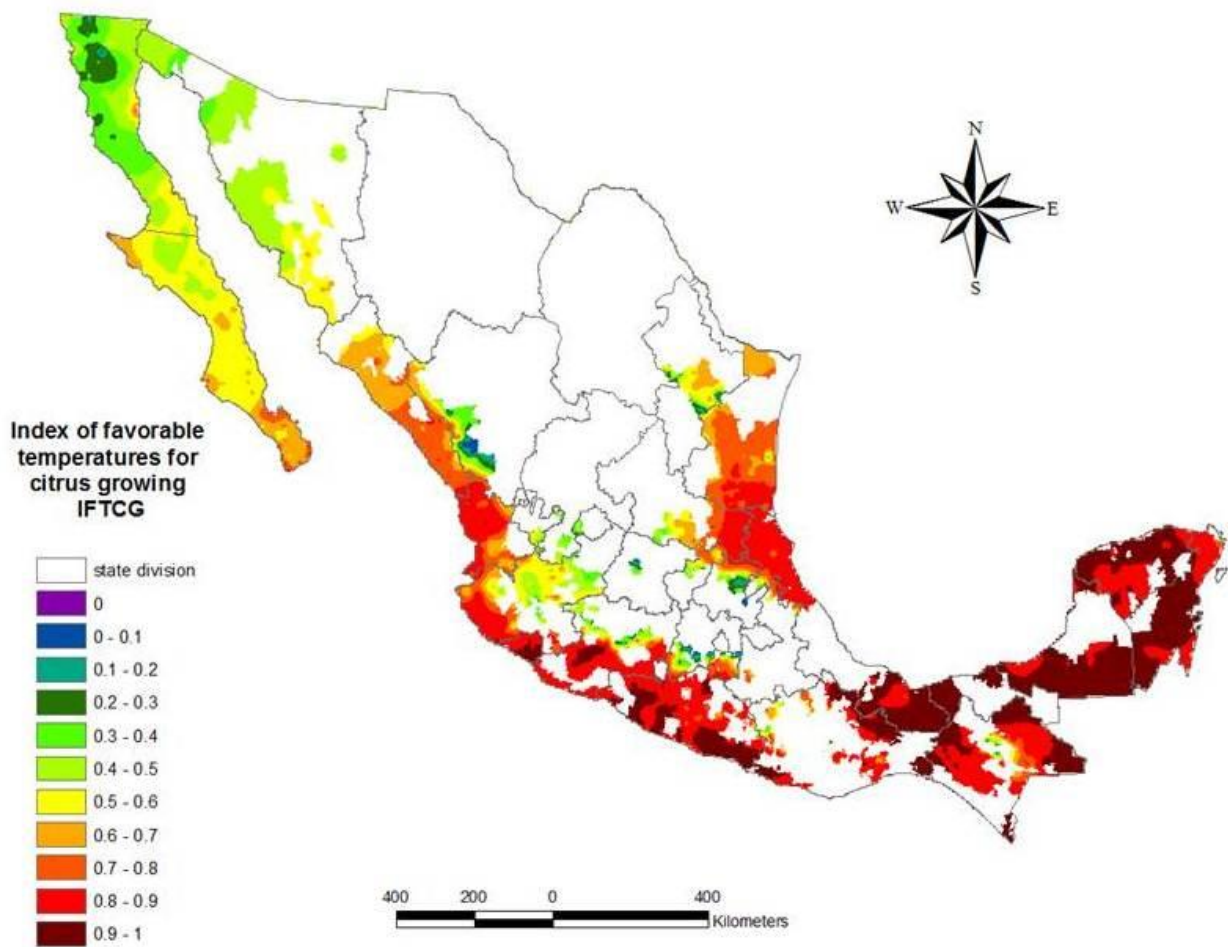 N
W
E
S
Index of favorable
temperatures for
citrus growing
IFTCG
state division
0
0 - 0.1
0.1 - 0.2
0.2 - 0.3
0.3 - 0.4
0.4 - 0.5
0.5 - 0.6
0.6 - 0.7
0.7 - 0.8
0.8 - 0.9
0.9 - 1
400 200 0 400
Kilometers